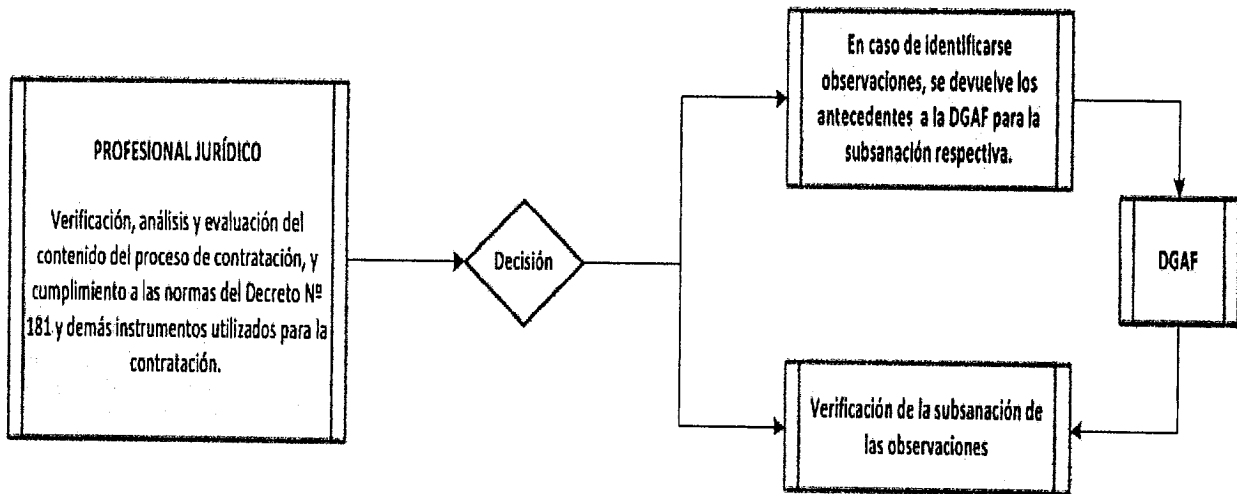 PROFESIONAL JURÍDICO
Verificación, análisis y evaluación del
contenido del proceso de contratación, y
cumplimiento a las normas del Decreto Nº
181 y demás instrumentos utilizados para la
contratación.
Decisión
En caso de identificarse
observaciones, se devuelve los
antecedentes a la DGAF para la
subsanación respectiva.
DGAF
Verificación de la subsanación de
las observaciones